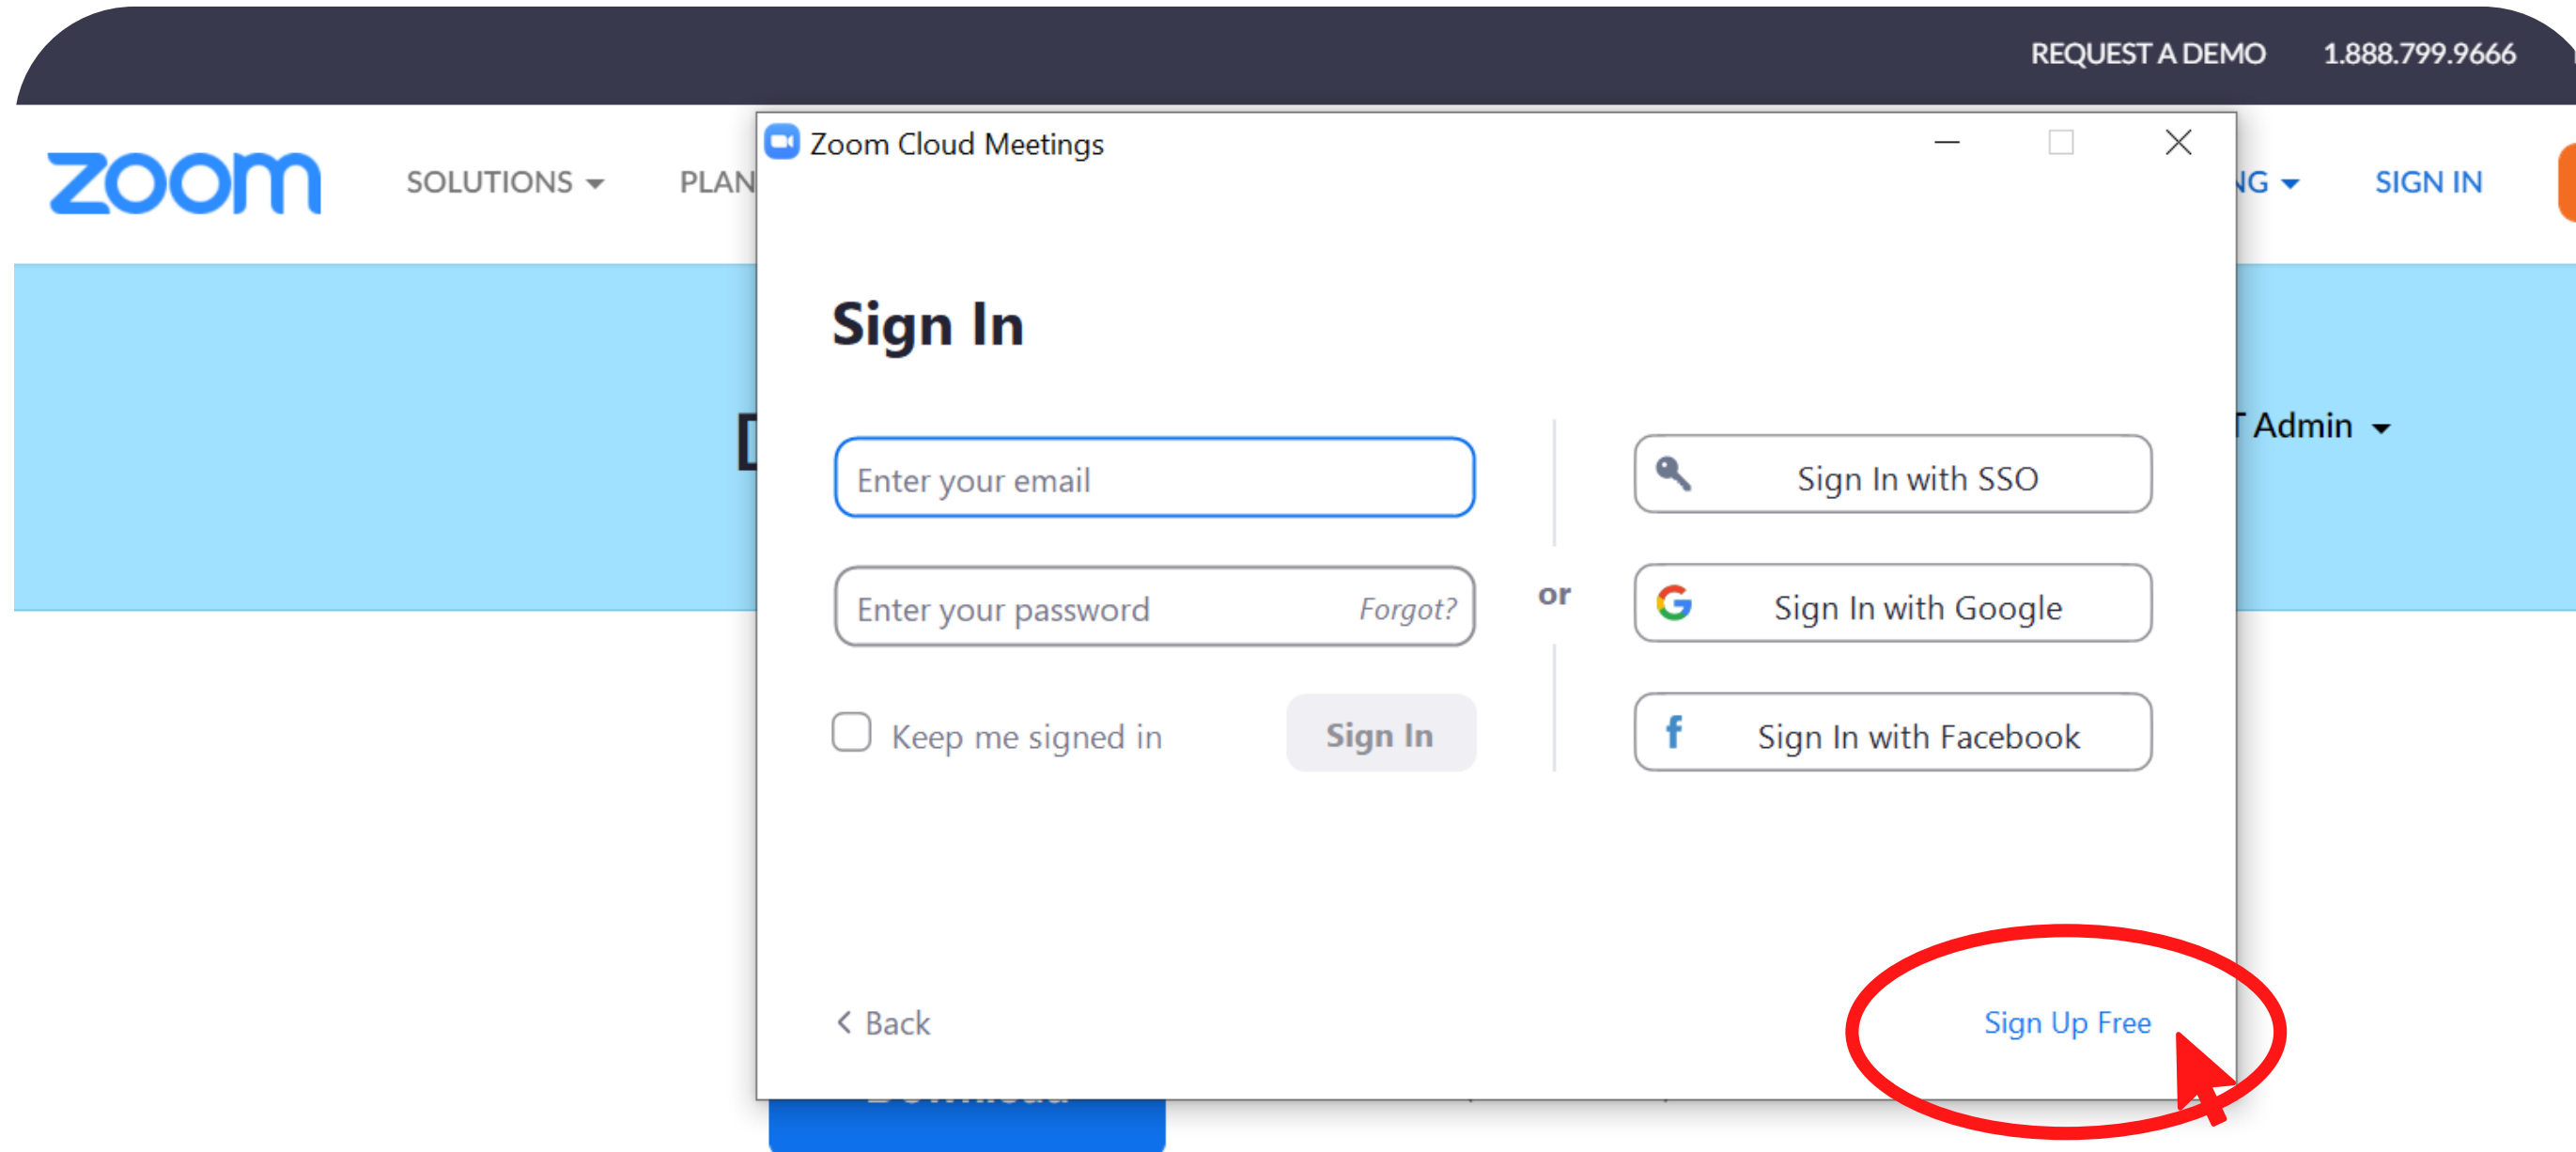 REQUEST A DEMO 1.888.799.9666
zoom SOLUTIONS SIGN IN
Zoom Cloud Meetings
Sign In
Admin
Enter your email
Sign In with SSO
Enter your password Forgot?
or
Sign In with Google
Keep me signed in
Sign In
Sign In with Facebook
Back
Sign Up Free